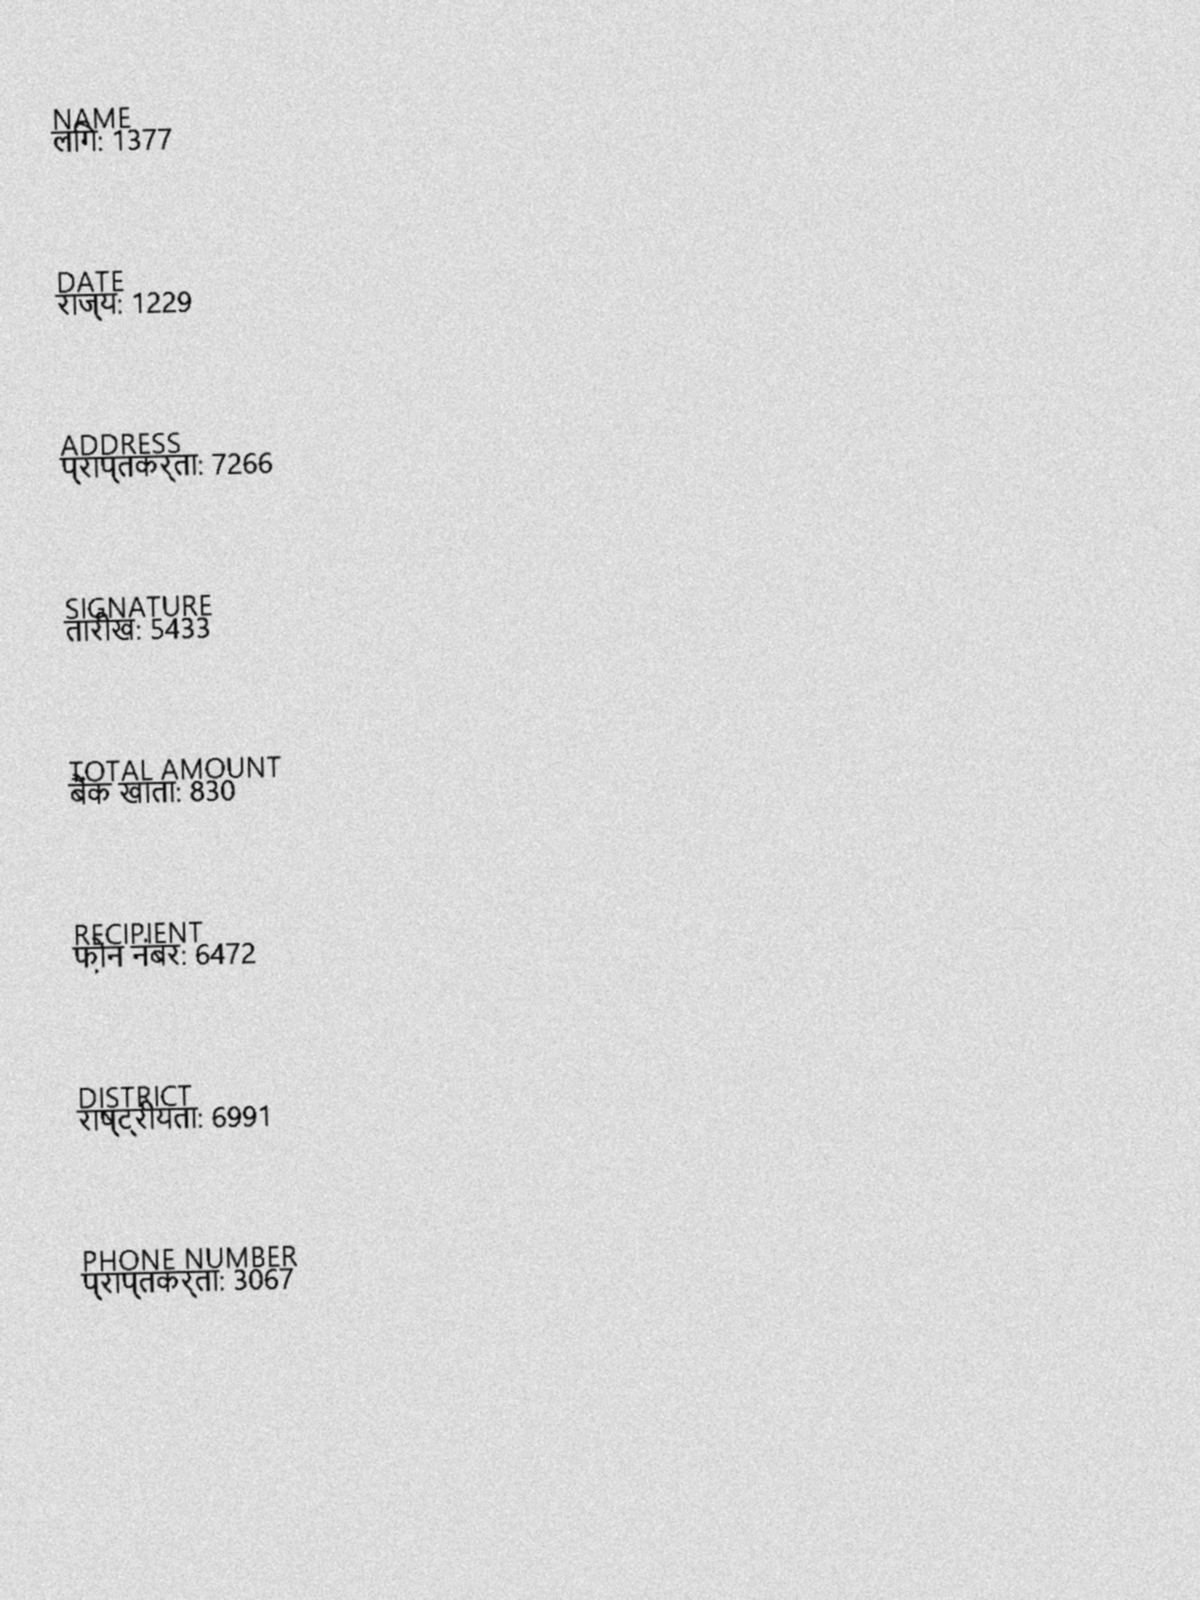 NAME
लिंग: 1377
DATE
राज्य: 1229
ADDRESS
प्राप्तकर्ता: 7266
SIGNATURE
तारीख: 5433
TOTAL AMOUNT
बैंक खाता: 830
RECIPIENT
फ़ोन नंबर: 6472
DISTRICT
राष्ट्रीयता: 6991
PHONE NUMBER
प्राप्तकर्ता: 3067